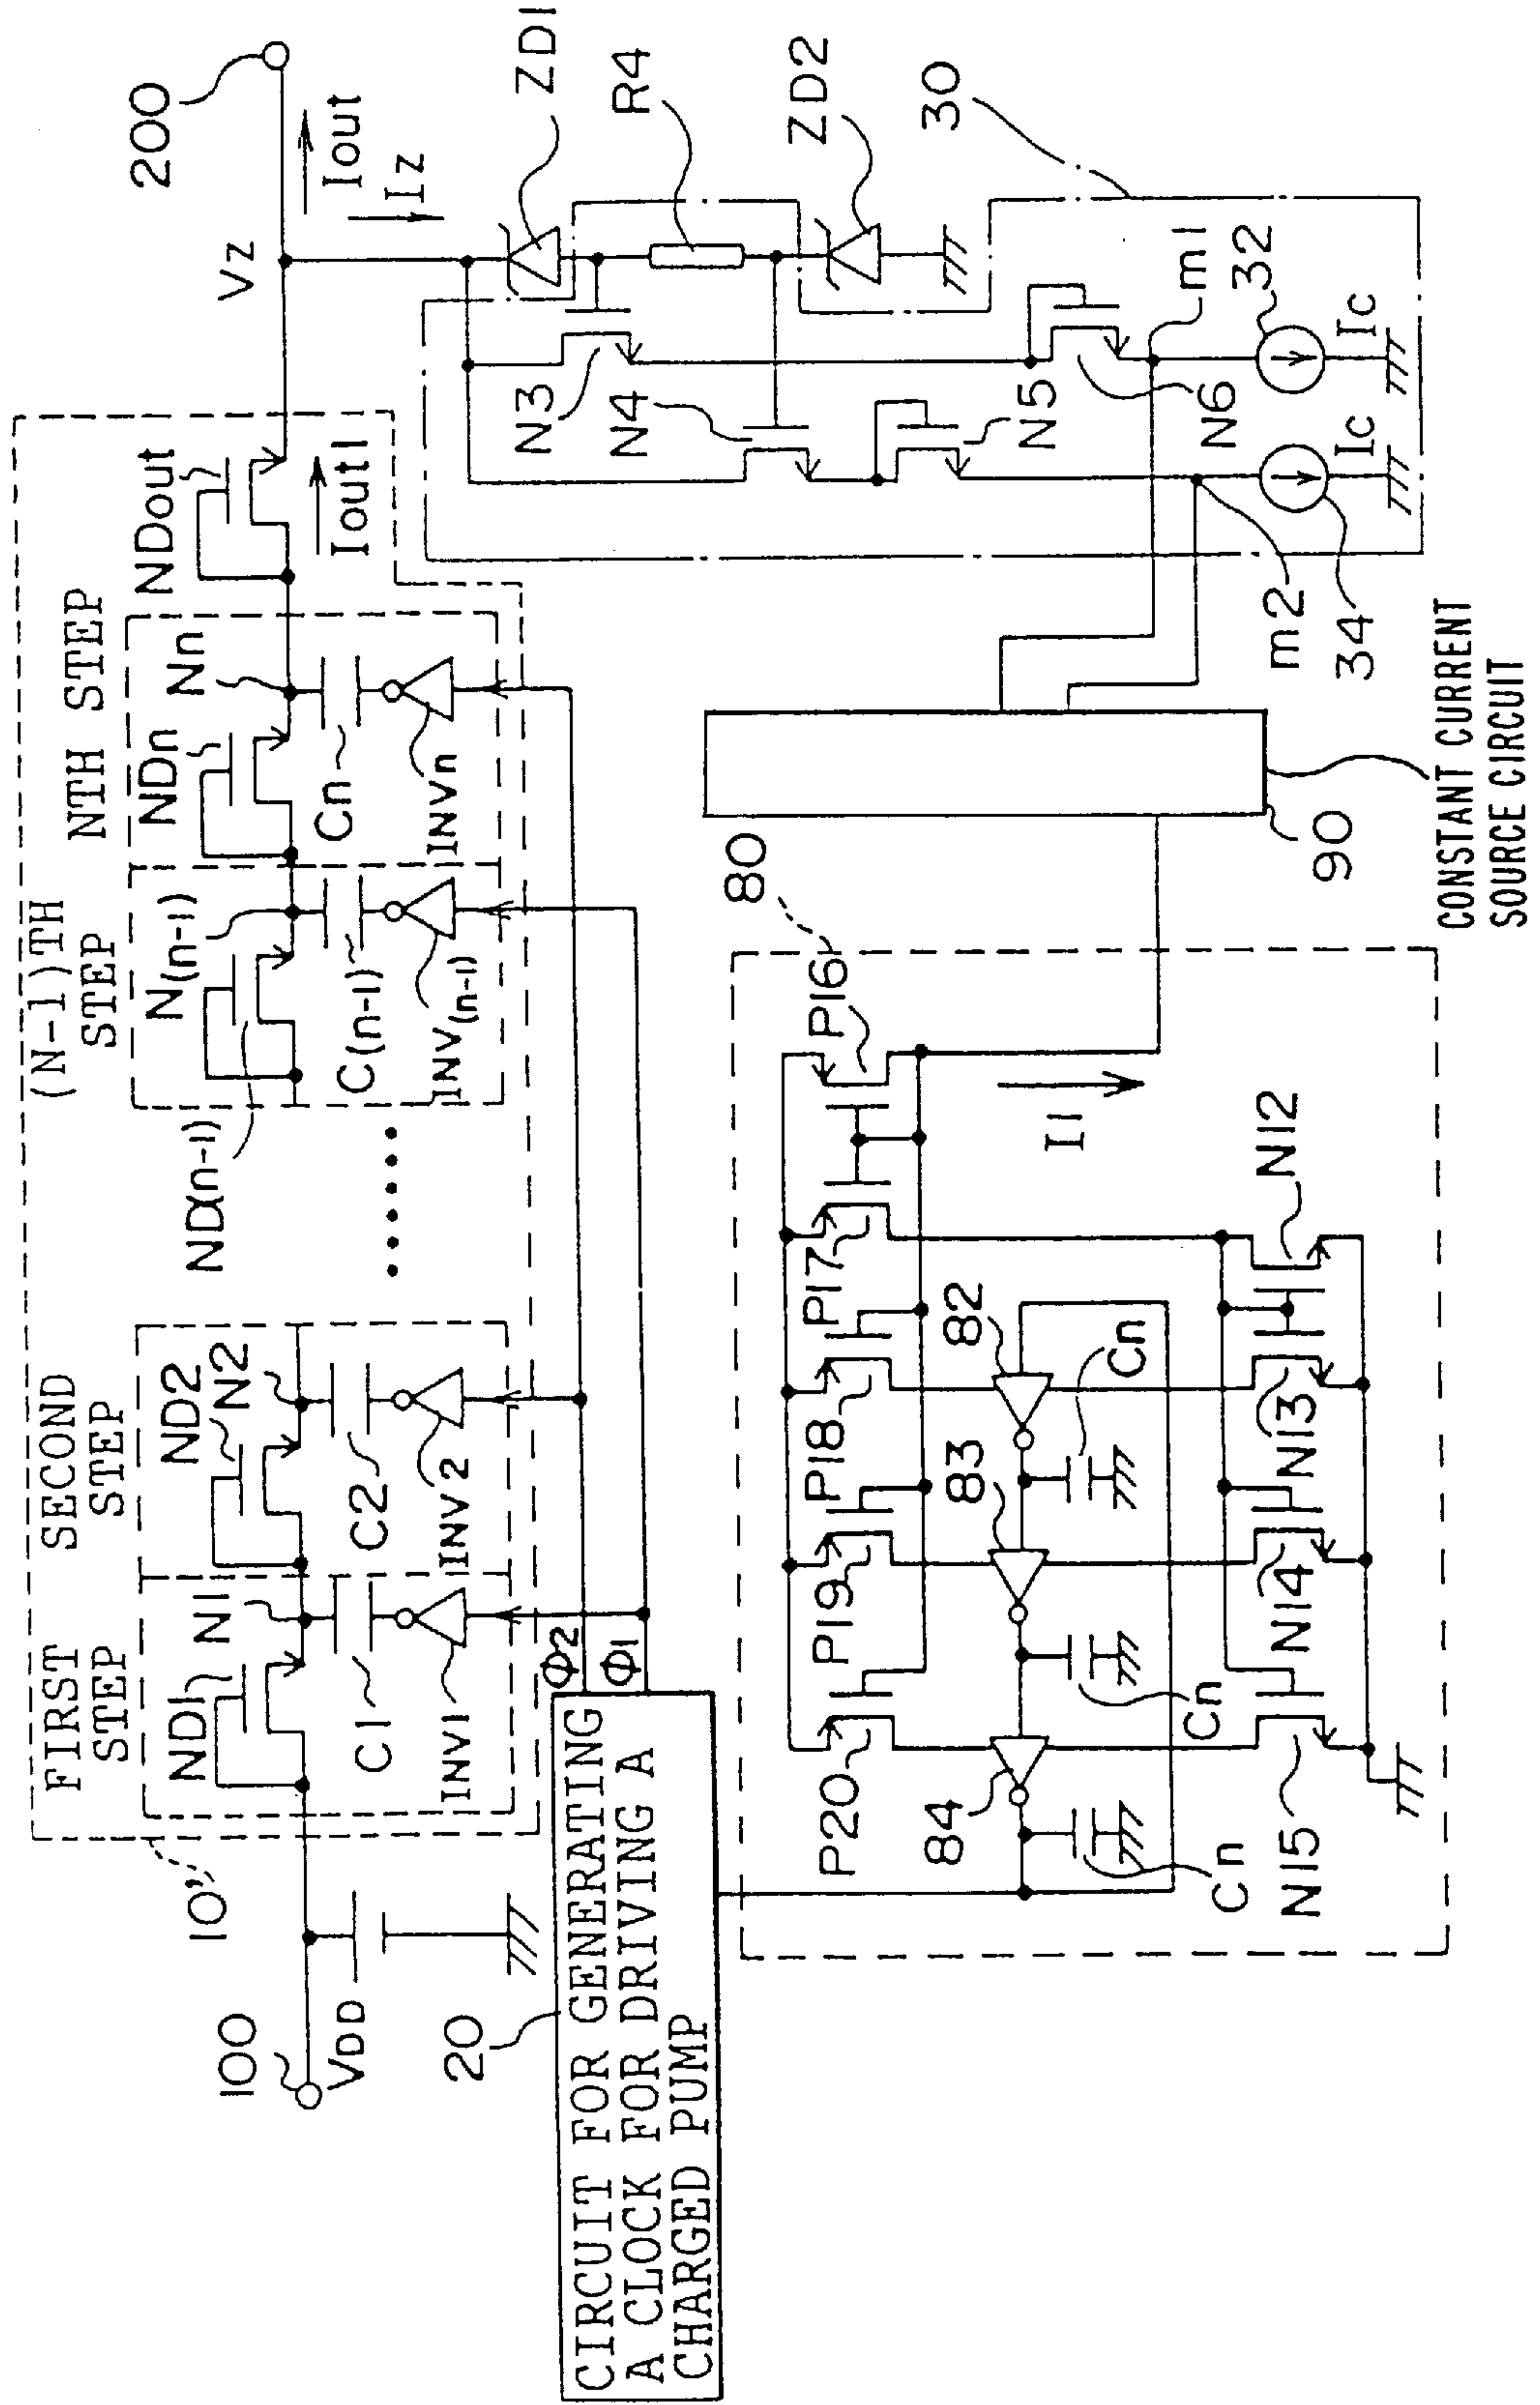 FIRST
STEP
SECOND
STEP
(N-1)TH
STEP
NTH STEP
ND1
N1
ND2
N2
ND(n-1)
N(n-1)
NDn
Nn
NDout
C1
C2
C(n-1)
Cn
INV1
INV2
INV(n-1)
INVn
Iout1
10'
100
VDD
Vz
200
Iout
Iz
Φ2
Φ1
20
CIRCUIT FOR GENERATING
A CLOCK FOR DRIVING A
CHARGED PUMP
ZD1
R4
ZD2
30
N3
N4
N5
N6
m1
m2
32
34
Ic
Ic
80
P16
P17
P18
P19
P20
I1
82
83
84
Cn
Cn
Cn
N12
N13
N14
N15
90
CONSTANT CURRENT
SOURCE CIRCUIT